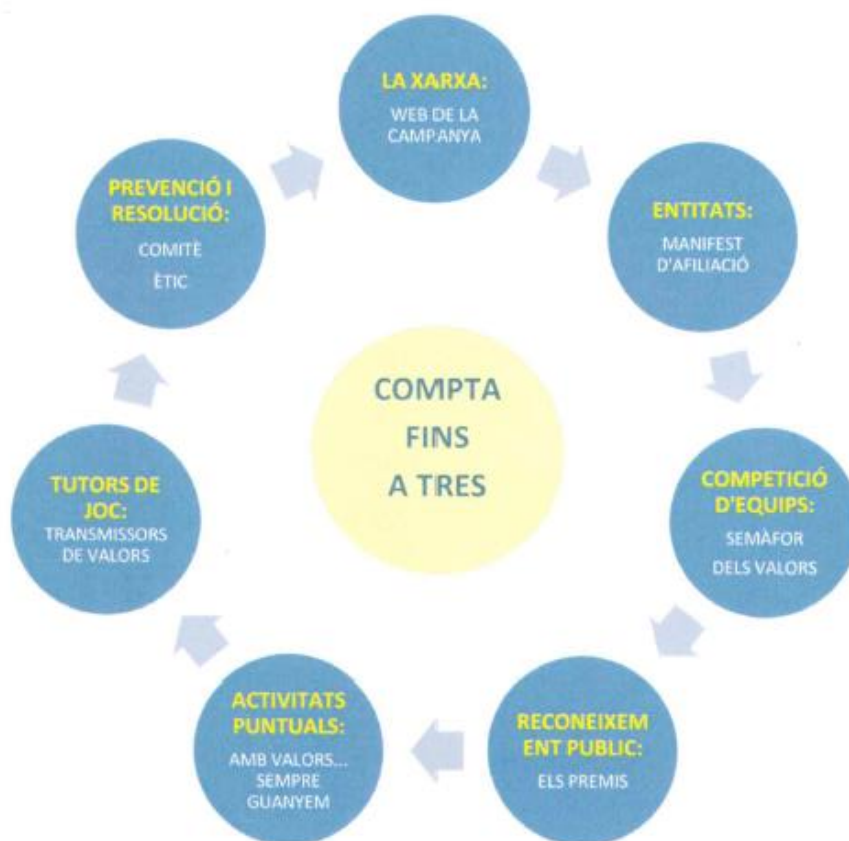 LA XARXA:
WEB DE LA
CAMPANYA
ENTITATS:
MANIFEST
D'AFILIACIÓ
COMPETICIÓ
D'EQUIPS:
SEMÀFOR
DELS VALORS
RECONEIXEM
ENT PUBLIC:
ELS PREMIS
ACTIVITATS
PUNTUALS:
AMB VALORS...
SEMPRE
GUANYEM
TUTORS DE
JOC:
TRANSMISSORS
DE VALORS
PREVENCIÓ I
RESOLUCIÓ:
COMITÈ
ÈTIC
COMPTA
FINS
A TRES